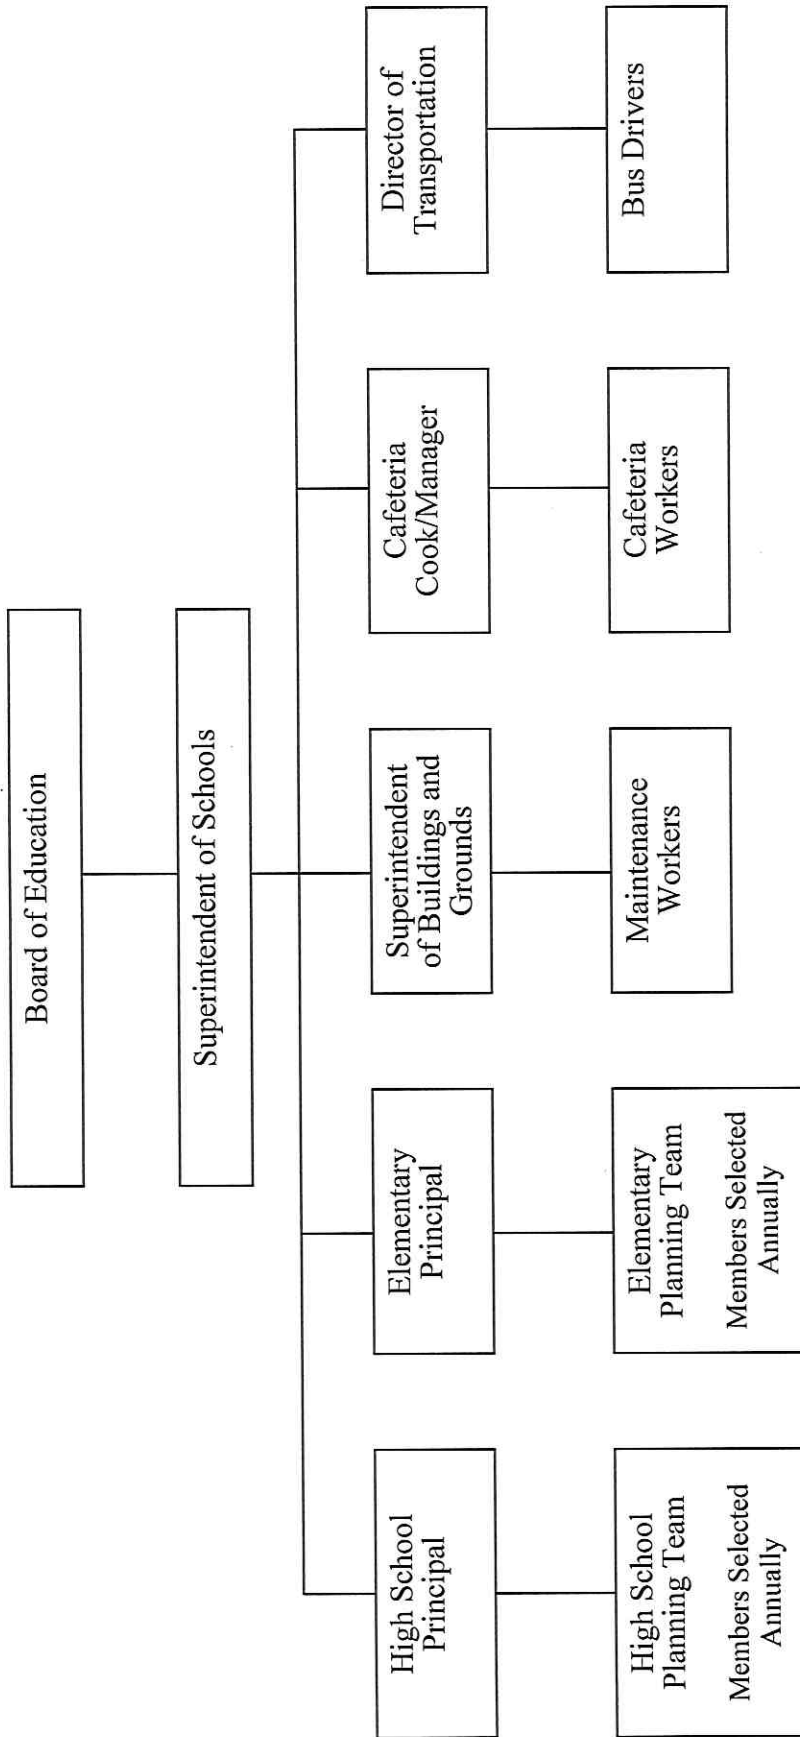 Board of Education
Superintendent of Schools
High School
Principal
Elementary
Principal
Superintendent
of Buildings and
Grounds
Cafeteria
Cook/Manager
Director of
Transportation
High School
Planning Team
Members Selected
Annually
Elementary
Planning Team
Members Selected
Annually
Maintenance
Workers
Cafeteria
Workers
Bus Drivers